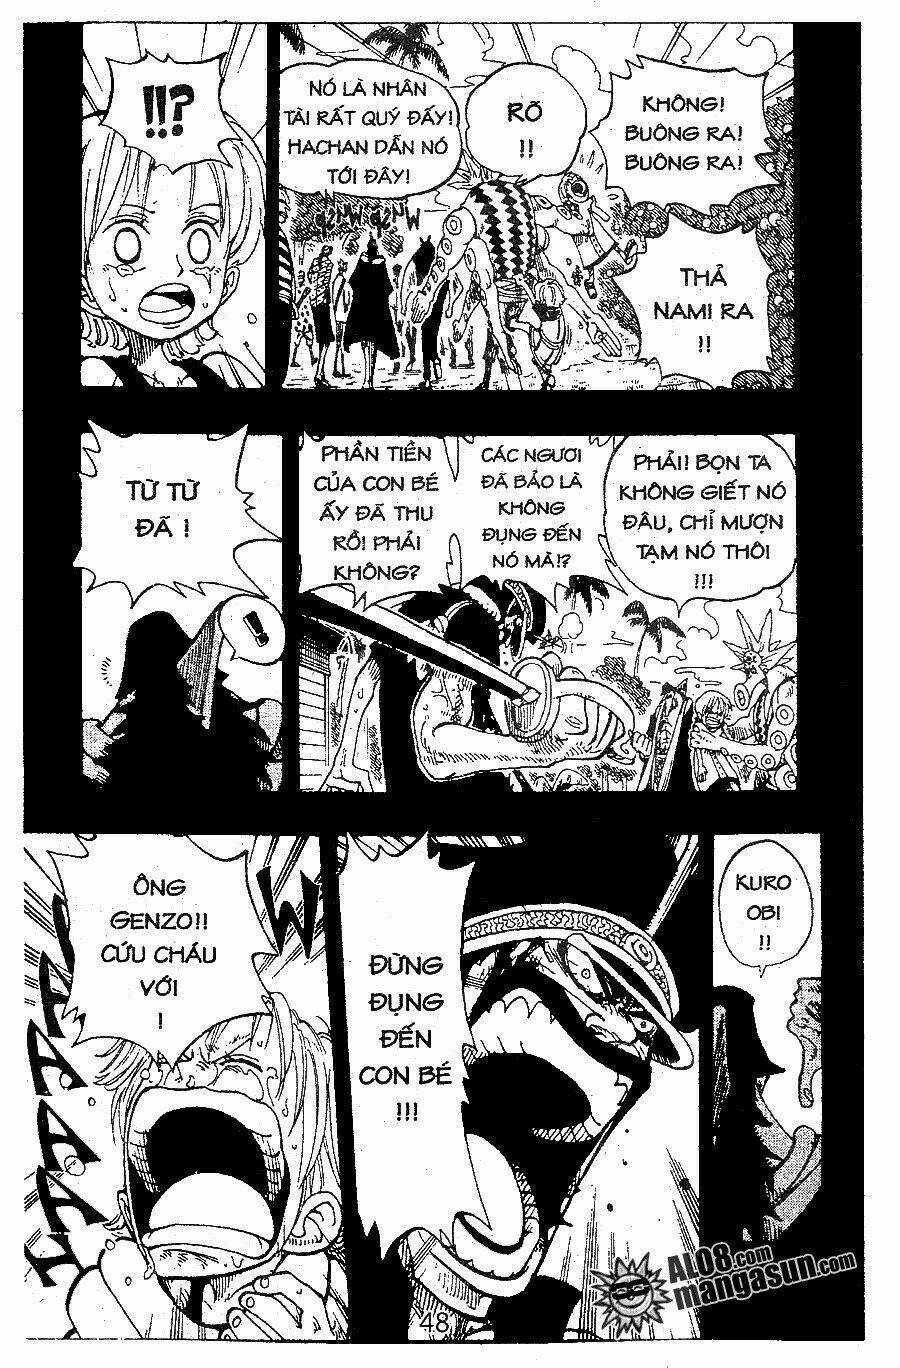 KHÔNG!
BUÔNG RA!
BUÔNG RA!
THẢ
NAMI RA
!!
RÕ
!!
NÓ LÀ NHÂN
TÀI RẤT QUÝ ĐẤY!
HACHAN DẪN NÓ
TỚI ĐÂY!
!!?
PHẢI! BỌN TA
KHÔNG GIẾT NÓ
ĐÂU, CHỈ MƯỢN
TẠM NÓ THÔI
!!!
CÁC NGƯƠI
ĐÃ BẢO LÀ
KHÔNG
ĐỤNG ĐẾN
NÓ MÀ!?
PHẦN TIỀN
CỦA CON BÉ
ẤY ĐÃ THU
RỒI PHẢI
KHÔNG?
TỪ TỪ
ĐÃ !
!
KURO
OBI
!!
ĐỪNG
ĐỤNG
ĐẾN
CON BÉ
!!!
ÔNG
GENZO!!
CỨU CHÁU
VỚI
!
48
ALO8.com
mangasun.com